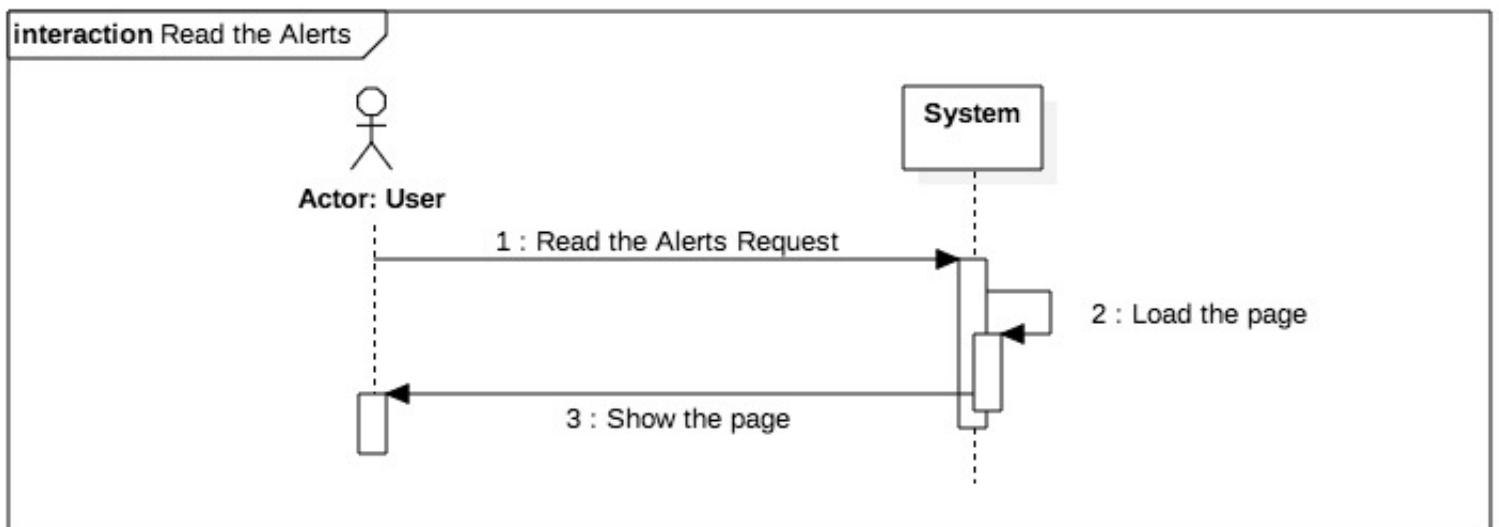 interaction Read the Alerts
System
Actor: User
1 : Read the Alerts Request
2 : Load the page
3 : Show the page